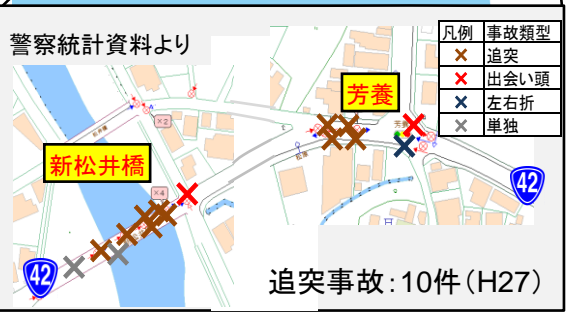 警察統計資料より
凡例 事故類型
× 追突
× 出会い頭
× 左右折
× 単独
芳養
新松井橋
×2
×4
42
42
追突事故:10件(H27)